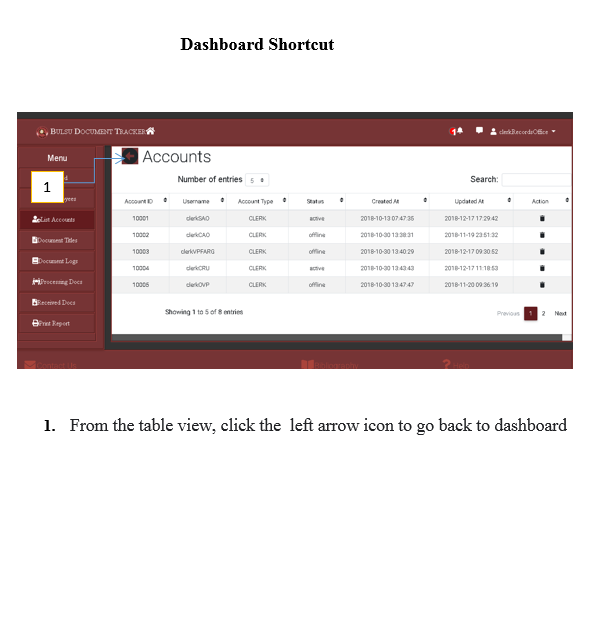 Dashboard Shortcut
BULSU DOCUMENT TRACKER
clerkRecordsOffice
Menu
Accounts
1
Number of entries 5
Search:
Account ID Username Account Type Status Created At Updated At Action
List Accounts
10001 clerkSAO CLERK active 2018-10-13 07:47:35 2018-12-17 17:29:42
10002 clerkCAO CLERK offline 2018-10-30 13:38:31 2018-11-19 23:51:32
Document Titles
10003 clerkVPFARG CLERK offline 2018-10-30 13:40:29 2018-12-17 09:30:52
Document Logs
10004 clerkCRU CLERK active 2018-10-30 13:43:43 2018-12-17 11:18:53
Processing Docs
10005 clerkOVP CLERK offline 2018-10-30 13:47:47 2018-11-20 09:36:19
Received Docs
Showing 1 to 5 of 8 entries
Previous 1 2 Next
Print Report
1. From the table view, click the left arrow icon to go back to dashboard